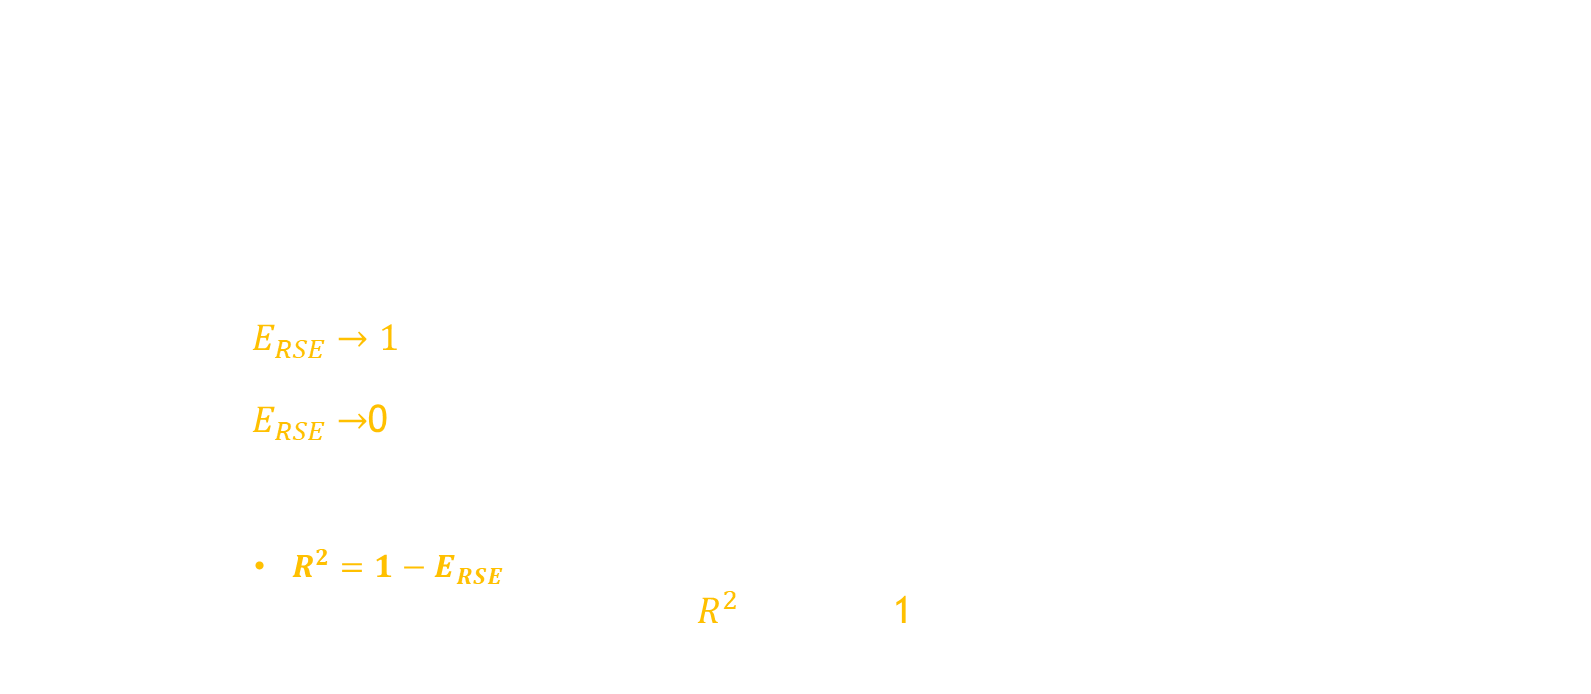 E_RSE → 1
E_RSE →0
• R² = 1 − E_RSE
R² 1